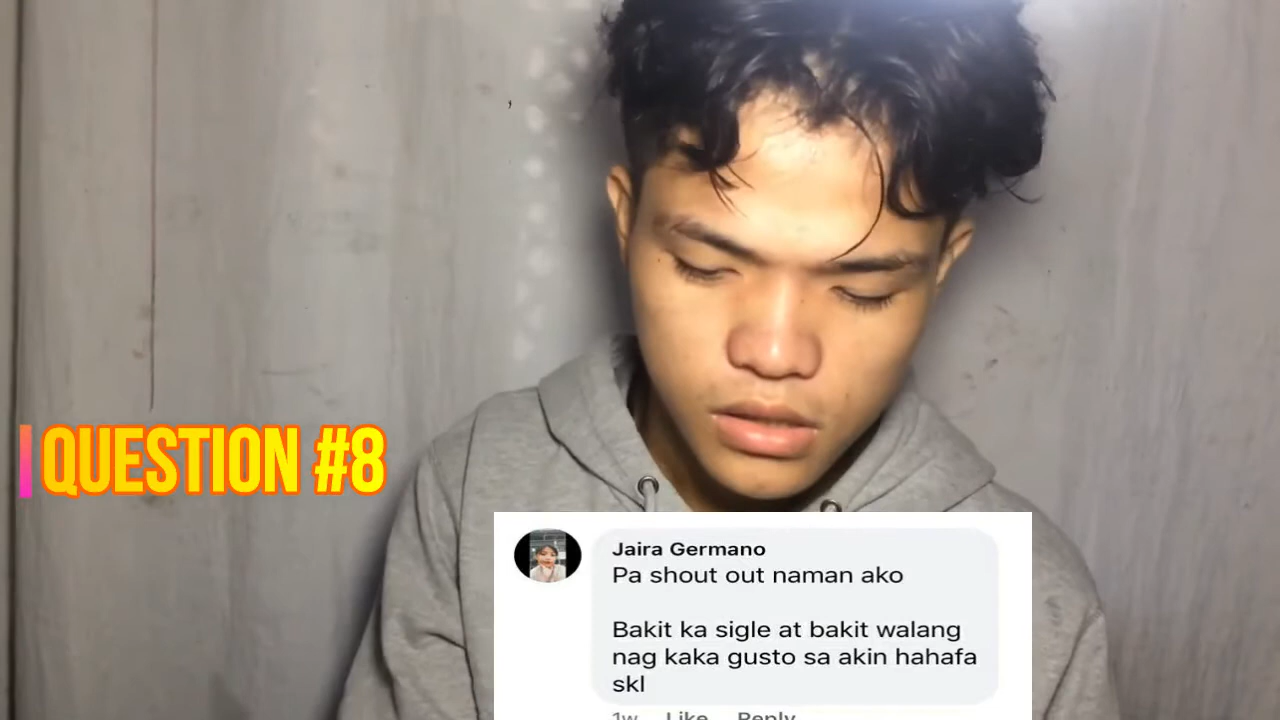 QUESTION #8
Jaira Germano
Pa shout out naman ako
Bakit ka sigle at bakit walang
nag kaka gusto sa akin hahafa
skl
1w Like Reply